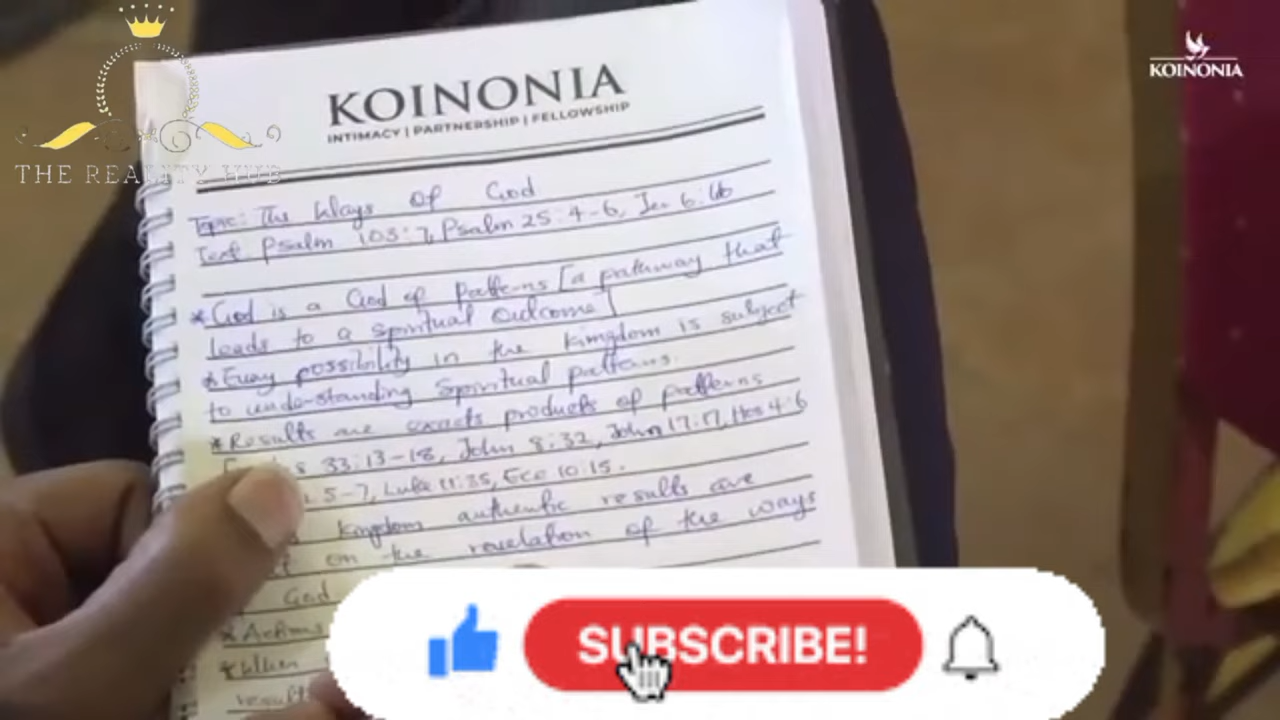 KOINONIA
INTIMACY | PARTNERSHIP | FELLOWSHIP
KOINONIA
THE REALITY HUB
Topic: The Ways Of God
Text: Psalm 103:7, Psalm 25:4-6, Jer 6:16
*God is a God of Patterns [a pathway that
leads to a spiritual outcome]
*Every possibility in the kingdom is subject
to understanding Spiritual patterns.
*Results are exacts products of patterns
33:13-18, John 8:32, John 17:17, Hos 4:6
5-7, Luke 11:35, Ecc 10:15.
kingdom authentic results are
on the revelation of the ways
God
*When
results
SUBSCRIBE!